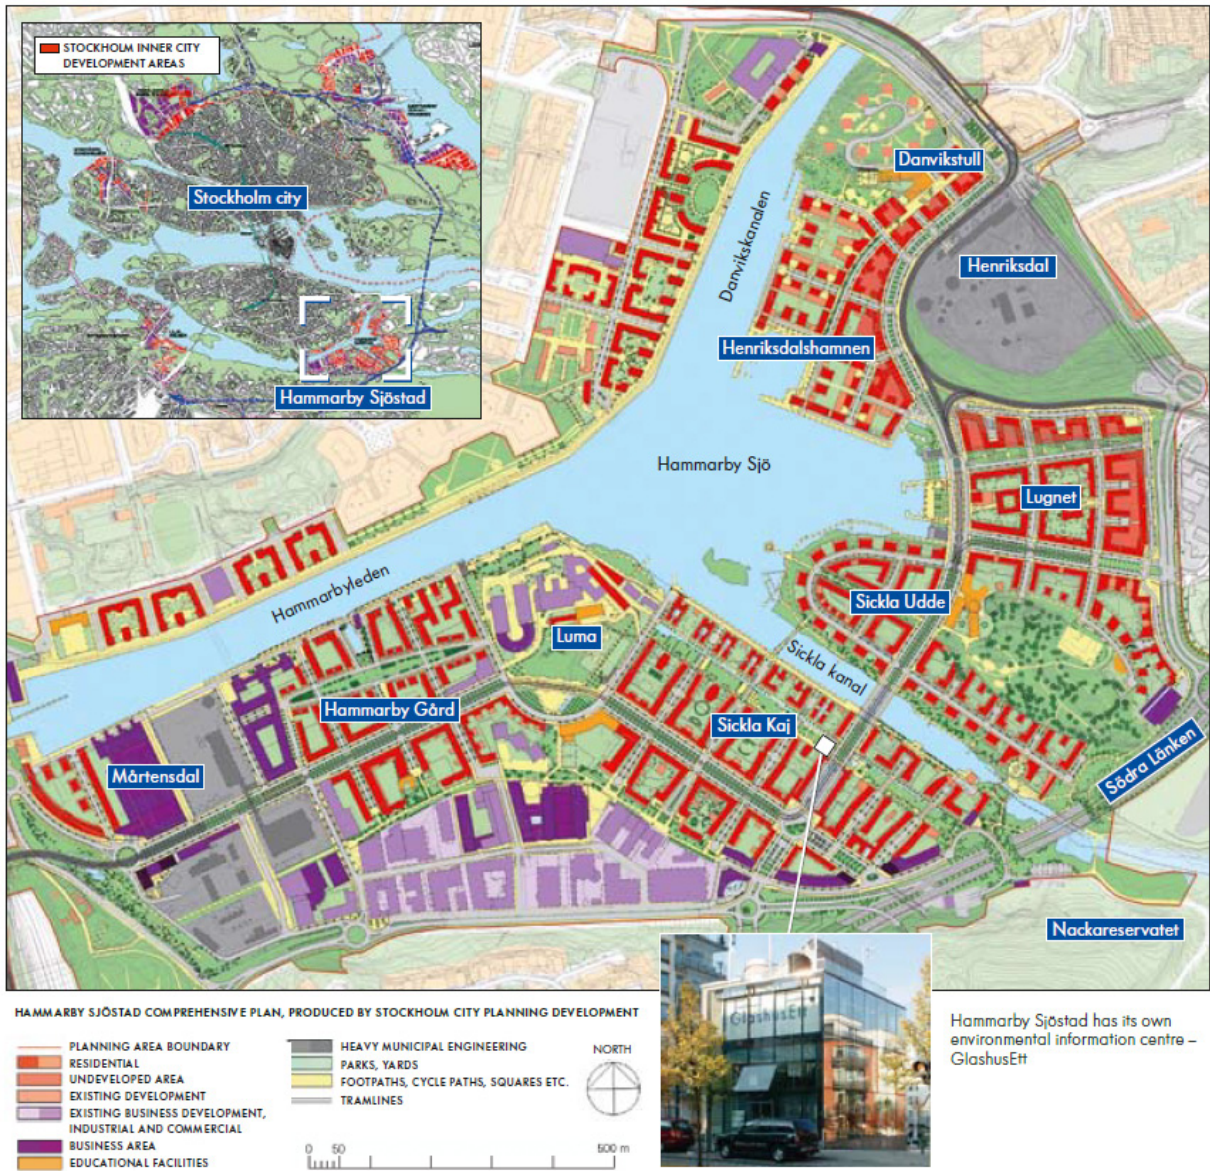 STOCKHOLM INNER CITY
DEVELOPMENT AREAS
Stockholm city
Hammarby Sjöstad
Danvikstull
Danvikskanalen
Henriksdal
Henriksdalshamnen
Hammarby Sjö
Lugnet
Hammarbyleden
Sickla Udde
Luma
Sickla kanal
Hammarby Gård
Sickla Kaj
Mårtensdal
Södra Länken
Nackareservatet
GlashusEtt
HAMMARBY SJÖSTAD COMPREHENSIVE PLAN, PRODUCED BY STOCKHOLM CITY PLANNING DEVELOPMENT
PLANNING AREA BOUNDARY
RESIDENTIAL
UNDEVELOPED AREA
EXISTING DEVELOPMENT
EXISTING BUSINESS DEVELOPMENT,
INDUSTRIAL AND COMMERCIAL
BUSINESS AREA
EDUCATIONAL FACILITIES
HEAVY MUNICIPAL ENGINEERING
PARKS, YARDS
FOOTPATHS, CYCLE PATHS, SQUARES ETC.
TRAMLINES
NORTH
0 50 500 m
Hammarby Sjöstad has its own
environmental information centre –
GlashusEtt